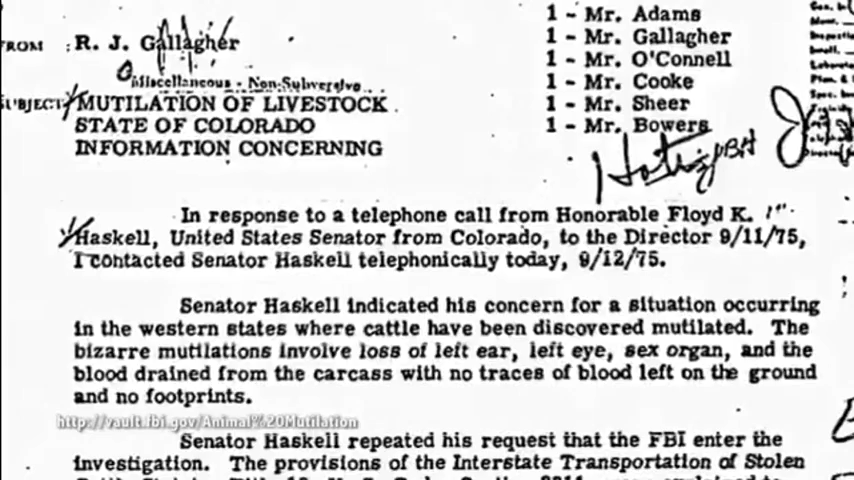 1 - Mr. Adams
FROM : R. J. Gallagher
1 - Mr. Gallagher
1 - Mr. O'Connell
Miscellaneous - Non-Subversive
1 - Mr. Cooke
SUBJECT: MUTILATION OF LIVESTOCK
1 - Mr. Sheer
STATE OF COLORADO
1 - Mr. Bowers
INFORMATION CONCERNING
In response to a telephone call from Honorable Floyd K.
Haskell, United States Senator from Colorado, to the Director 9/11/75,
I contacted Senator Haskell telephonically today, 9/12/75.
Senator Haskell indicated his concern for a situation occurring
in the western states where cattle have been discovered mutilated. The
bizarre mutilations involve loss of left ear, left eye, sex organ, and the
blood drained from the carcass with no traces of blood left on the ground
and no footprints.
http://vault.fbi.gov/Animal%20Mutilation
Senator Haskell repeated his request that the FBI enter the
investigation. The provisions of the Interstate Transportation of Stolen